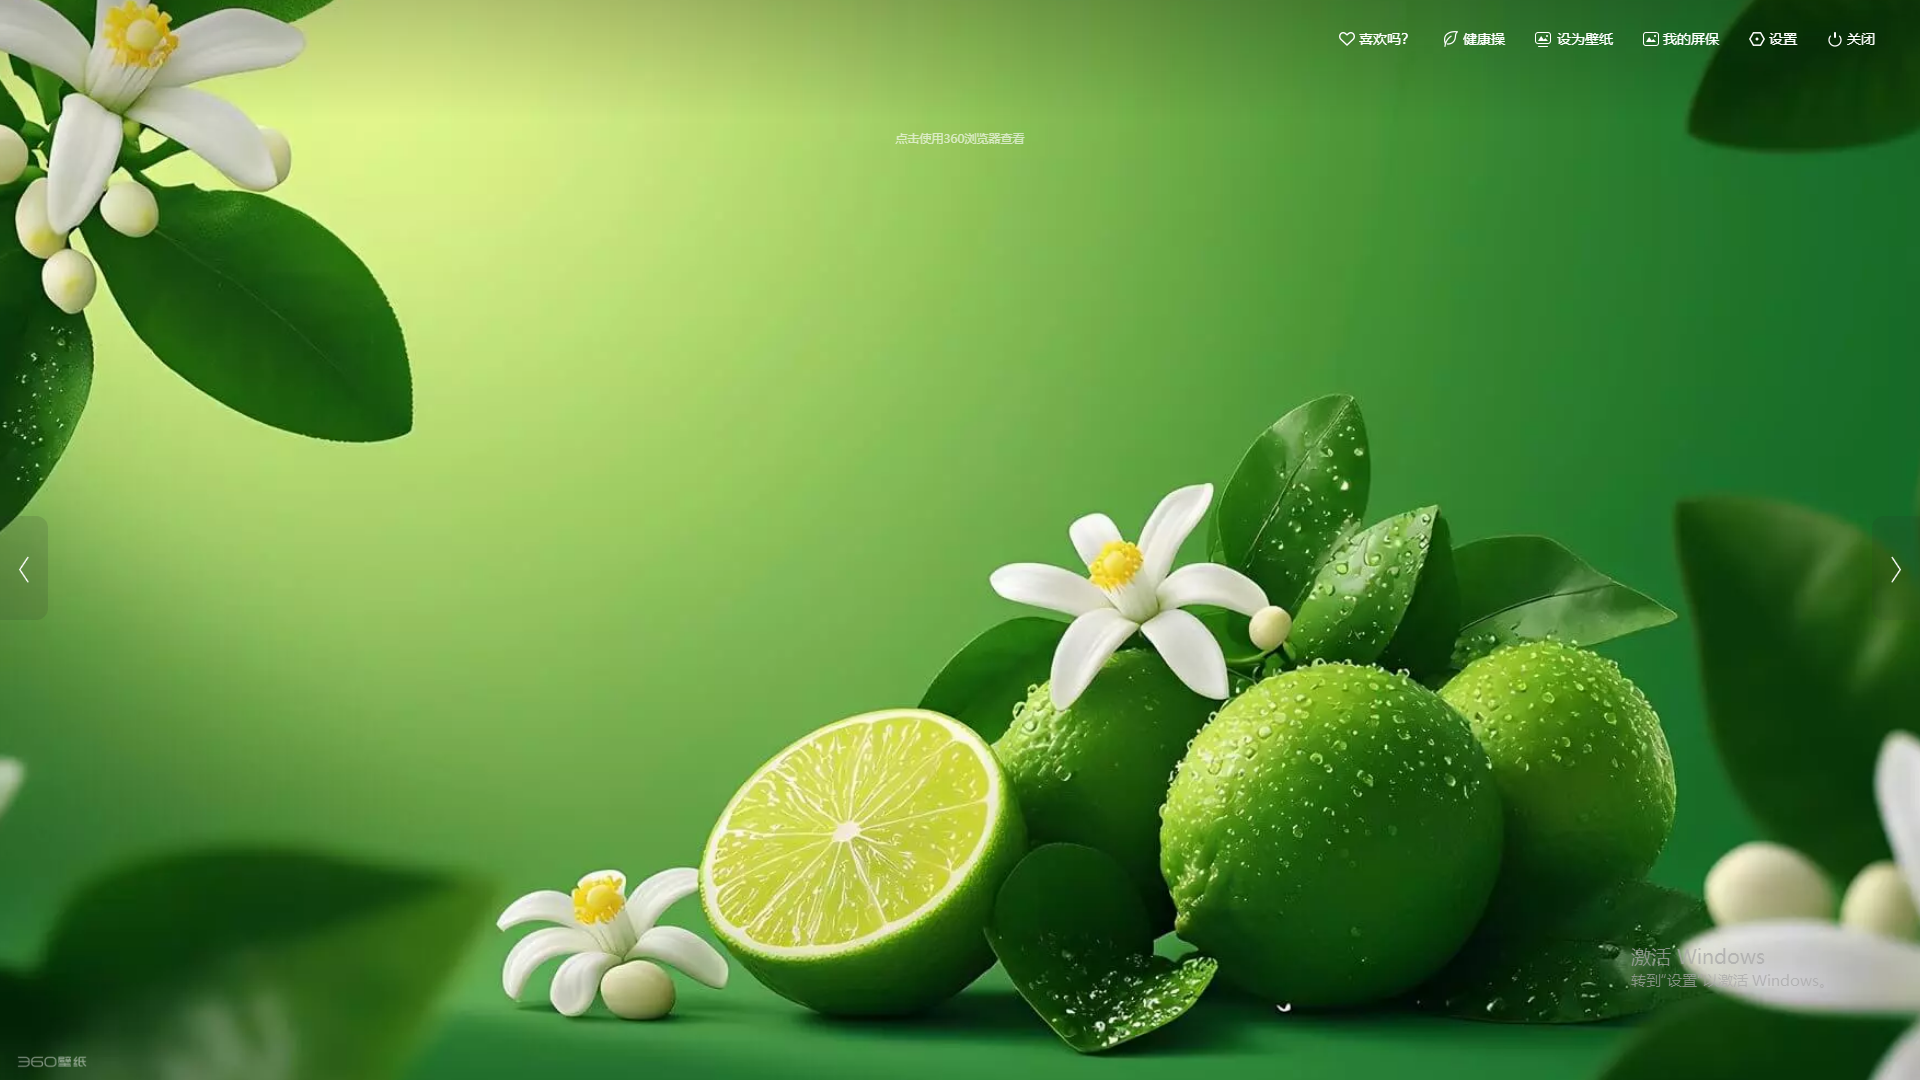 喜欢吗?
健康操
设为壁纸
我的屏保
设置
关闭
点击使用360浏览器查看
激活 Windows
转到"设置"以激活 Windows。
360壁纸